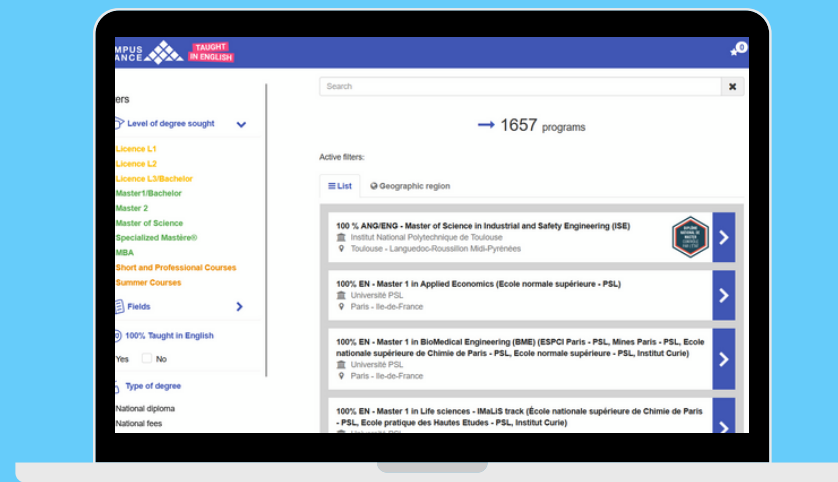 MPUS
ANCE
TAUGHT
IN ENGLISH
0
ers
Level of degree sought
Licence L1
Licence L2
Licence L3/Bachelor
Master1/Bachelor
Master 2
Master of Science
Specialized Mastère®
MBA
Short and Professional Courses
Summer Courses
Fields
100% Taught in English
Yes No
Type of degree
National diploma
National fees
Search
1657 programs
Active filters:
List Geographic region
100 % ANG/ENG - Master of Science in Industrial and Safety Engineering (ISE)
Institut National Polytechnique de Toulouse
Toulouse - Languedoc-Roussillon Midi-Pyrénées
100% EN - Master 1 in Applied Economics (Ecole normale supérieure - PSL)
Université PSL
Paris - Ile-de-France
100% EN - Master 1 in BioMedical Engineering (BME) (ESPCI Paris - PSL, Mines Paris - PSL, Ecole
nationale supérieure de Chimie de Paris - PSL, Ecole normale supérieure - PSL, Institut Curie)
Université PSL
Paris - Ile-de-France
100% EN - Master 1 in Life sciences - IMaLiS track (École nationale supérieure de Chimie de Paris
- PSL, Ecole pratique des Hautes Etudes - PSL, Institut Curie)
Université PSL